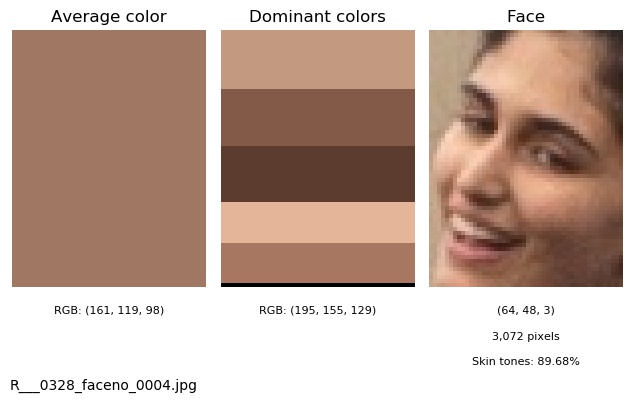 Average color
Dominant colors
Face
RGB: (161, 119, 98)
RGB: (195, 155, 129)
(64, 48, 3)
3,072 pixels
Skin tones: 89.68%
R___0328_faceno_0004.jpg